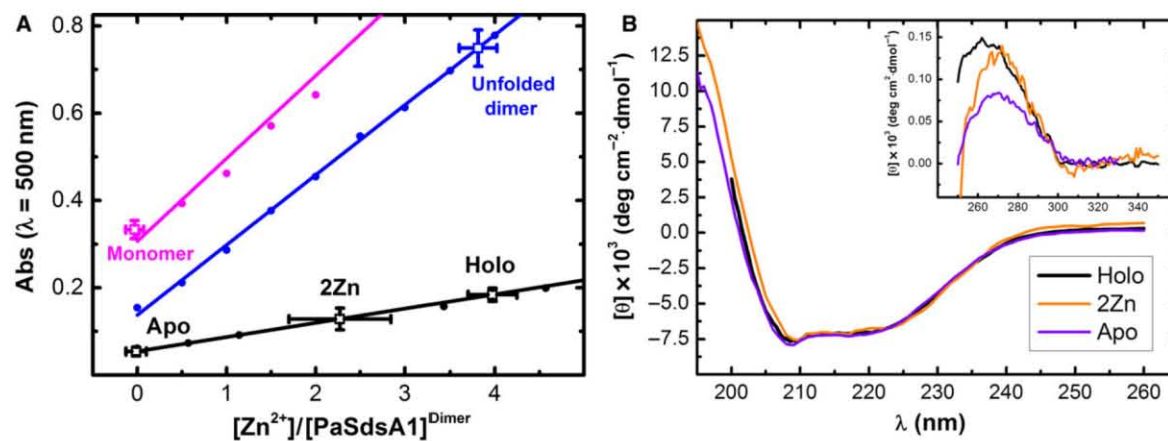 A
Abs (λ = 500 nm)
0.8
0.6
0.4
0.2
Monomer
Unfolded
dimer
Apo
2Zn
Holo
0 1 2 3 4
[Zn²⁺]/[PaSdsA1]ᴰⁱᵐᵉʳ
B
[θ] × 10³ (deg cm⁻²·dmol⁻¹)
12.5
10.0
7.5
5.0
2.5
0.0
−2.5
−5.0
−7.5
[θ] × 10³ (deg cm⁻²·dmol⁻¹)
0.15
0.10
0.05
0.00
260 280 300 320 340
Holo
2Zn
Apo
200 210 220 230 240 250 260
λ (nm)